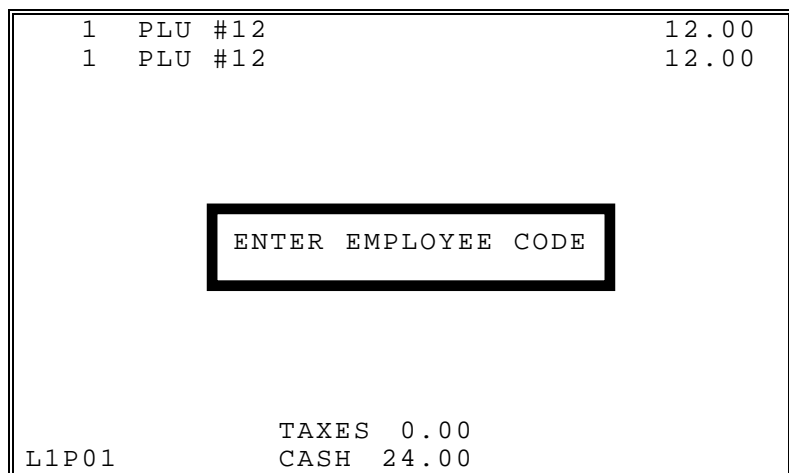 1 PLU #12 12.00
1 PLU #12 12.00
ENTER EMPLOYEE CODE
TAXES 0.00
L1P01 CASH 24.00